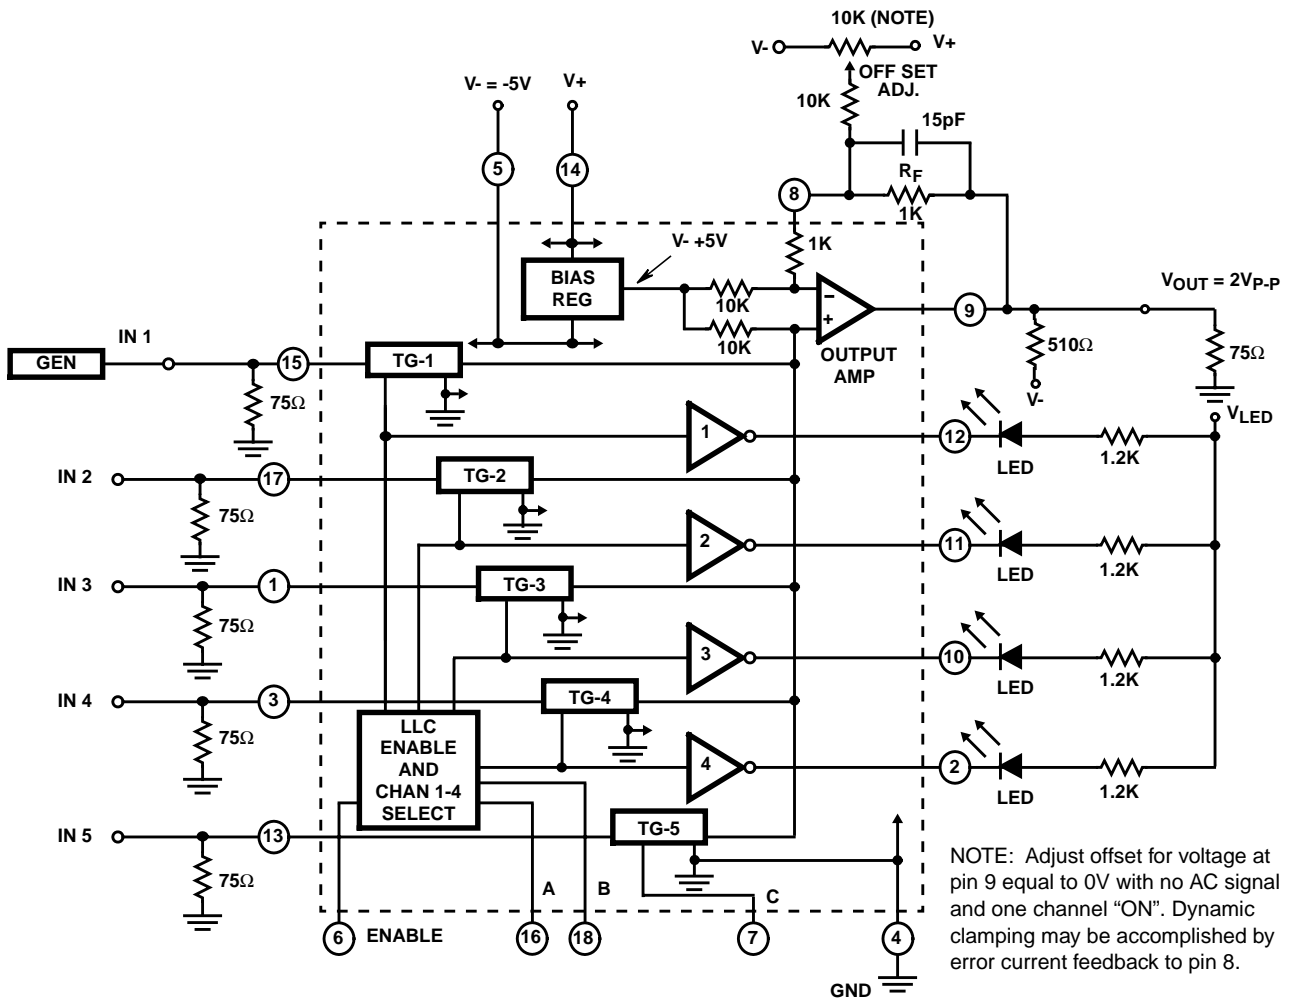 10K (NOTE)
V-
V+
OFF SET
ADJ.
10K
15pF
V- = -5V
V+
5
14
8
RF
1K
1K
V- +5V
BIAS
REG
10K
10K
−
+
OUTPUT
AMP
9
VOUT = 2VP-P
510Ω
V-
75Ω
VLED
GEN
IN 1
15
75Ω
TG-1
1
12
LED
1.2K
IN 2
17
75Ω
TG-2
2
11
LED
1.2K
IN 3
1
75Ω
TG-3
3
10
LED
1.2K
IN 4
3
75Ω
TG-4
LLC
ENABLE
AND
CHAN 1-4
SELECT
4
2
LED
1.2K
IN 5
13
75Ω
TG-5
A
B
C
6
ENABLE
16
18
7
4
GND
NOTE: Adjust offset for voltage at
pin 9 equal to 0V with no AC signal
and one channel “ON”. Dynamic
clamping may be accomplished by
error current feedback to pin 8.